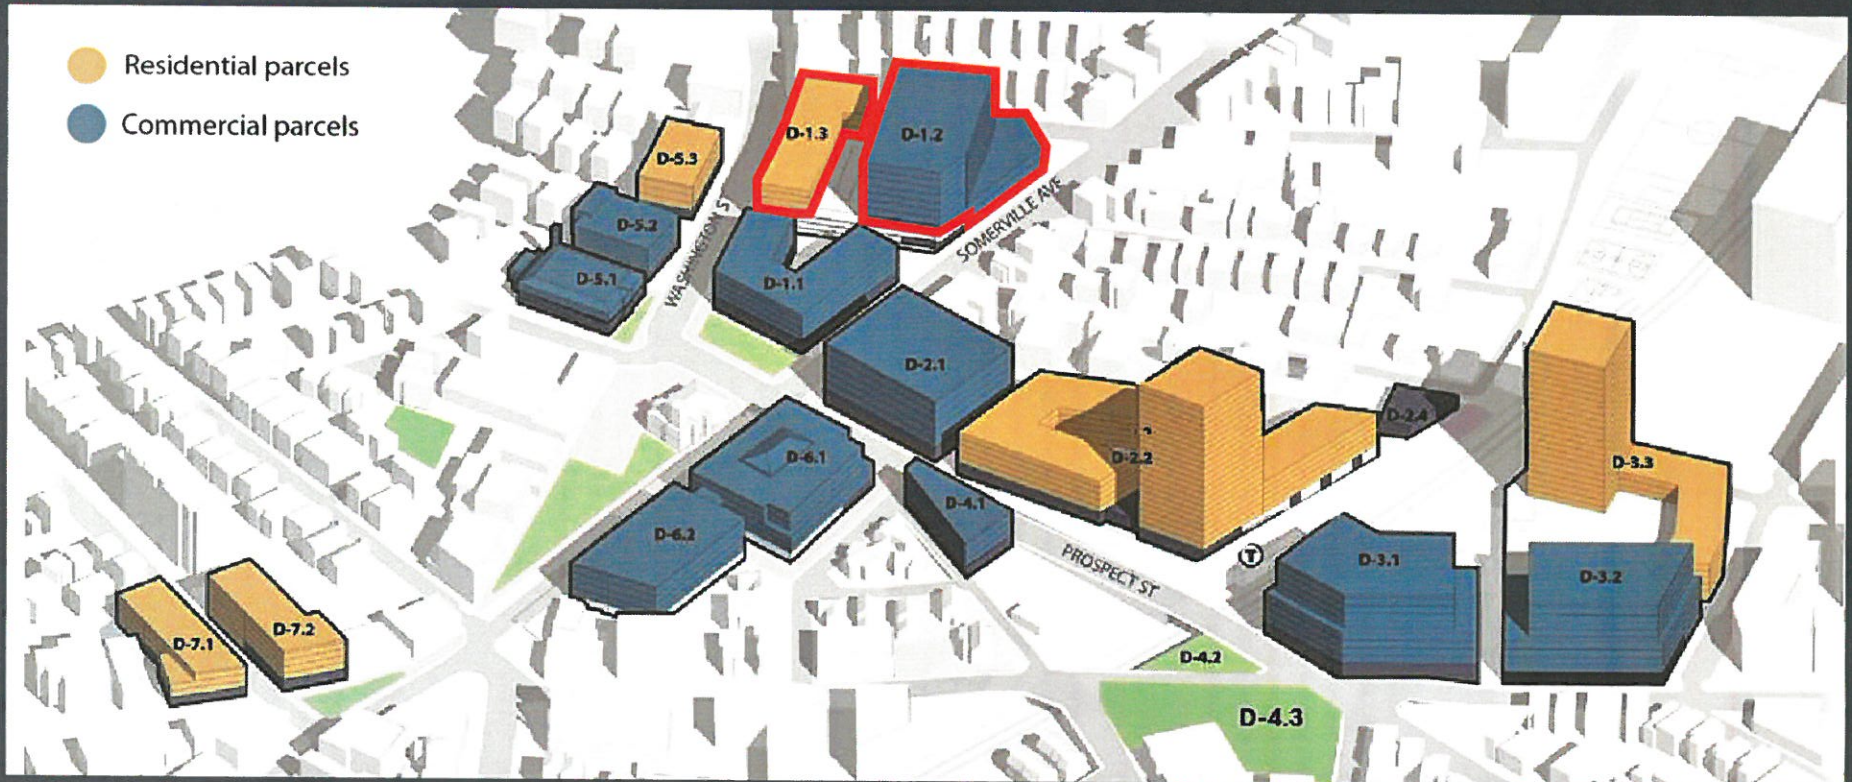 Residential parcels
Commercial parcels
D-1.3
D-1.2
D-5.3
D-5.2
D-5.1
WASHINGTON ST
SOMERVILLE AVE
D-1.1
D-2.1
D-2.4
D-2.2
D-6.1
D-3.3
D-4.1
D-6.2
T
PROSPECT ST
D-3.1
D-3.2
D-7.2
D-7.1
D-4.2
D-4.3